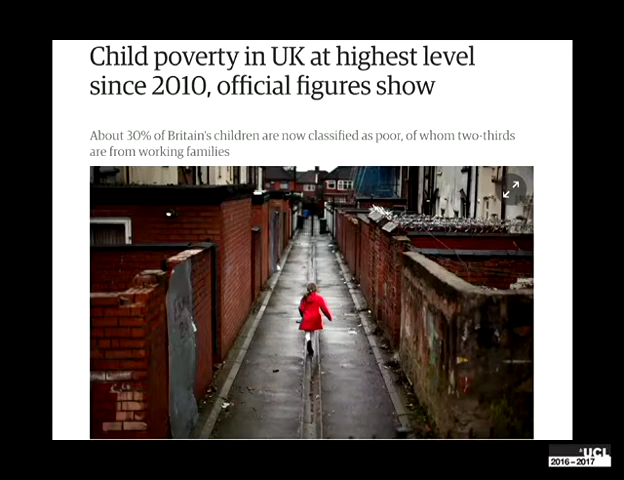 Child poverty in UK at highest level
since 2010, official figures show
About 30% of Britain's children are now classified as poor, of whom two-thirds
are from working families
UCL
2016–2017